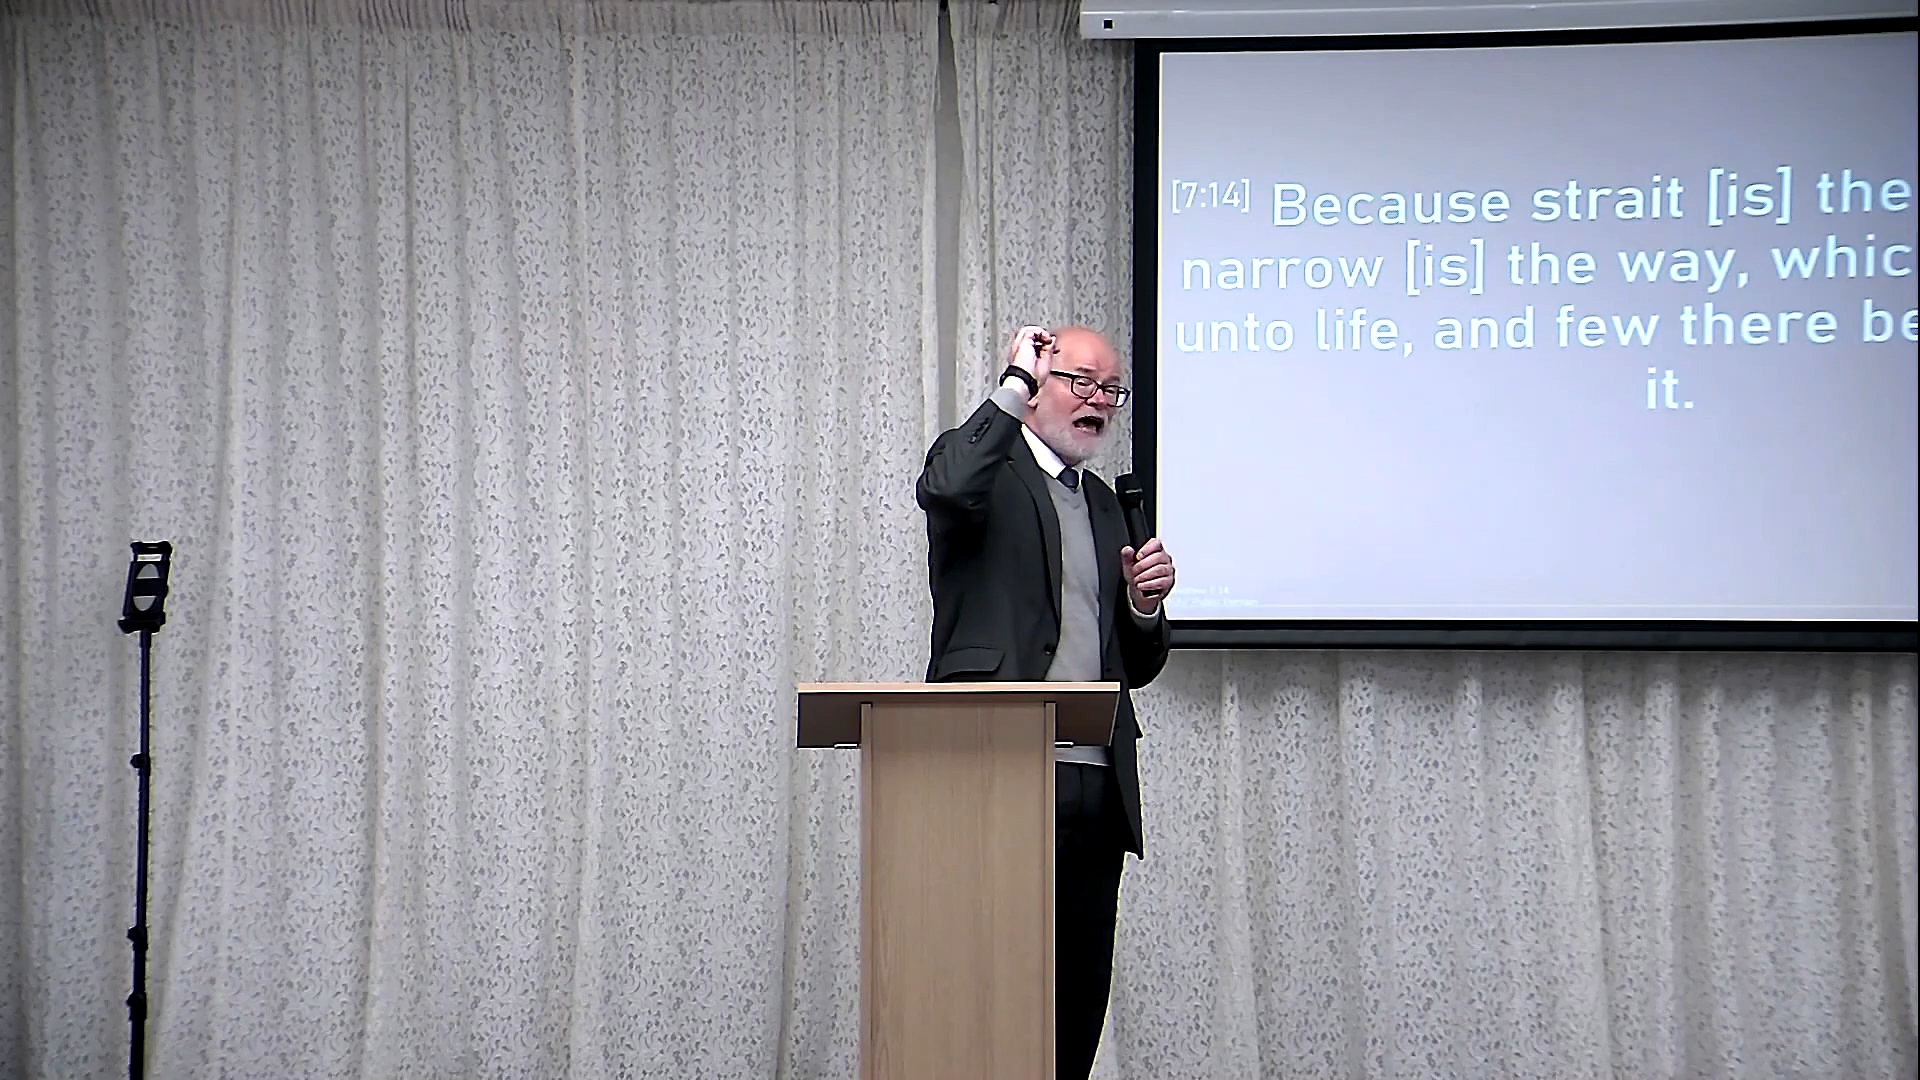 [7:14] Because strait [is] the
narrow [is] the way, whic
unto life, and few there be
it.